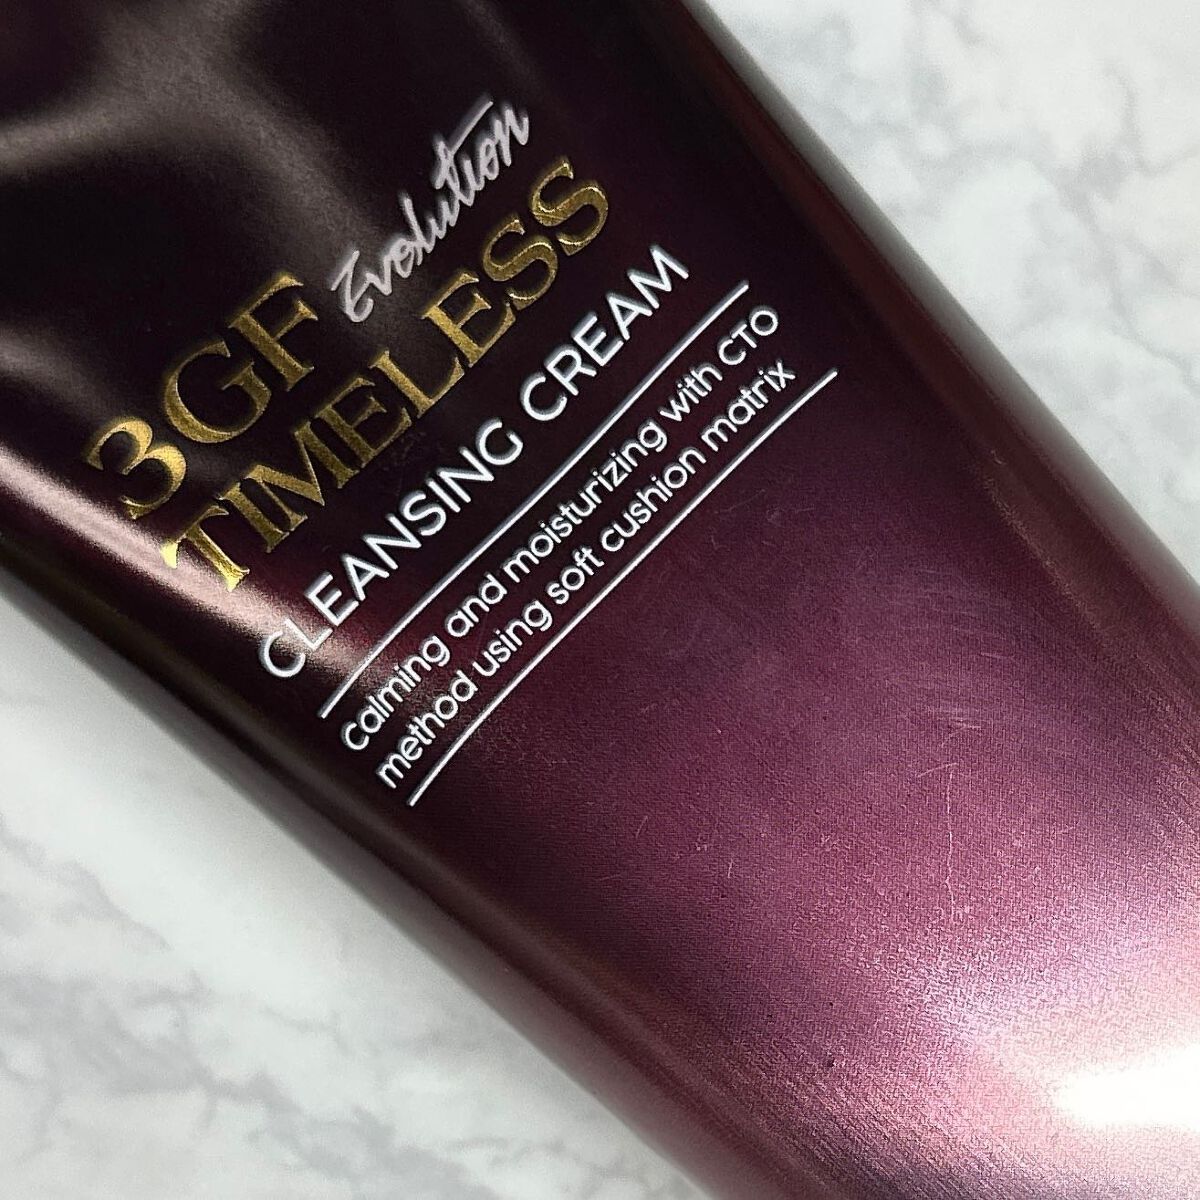 3GF Evolution
TIMELESS
CLEANSING CREAM
calming and moisturizing with CTO
method using soft cushion matrix